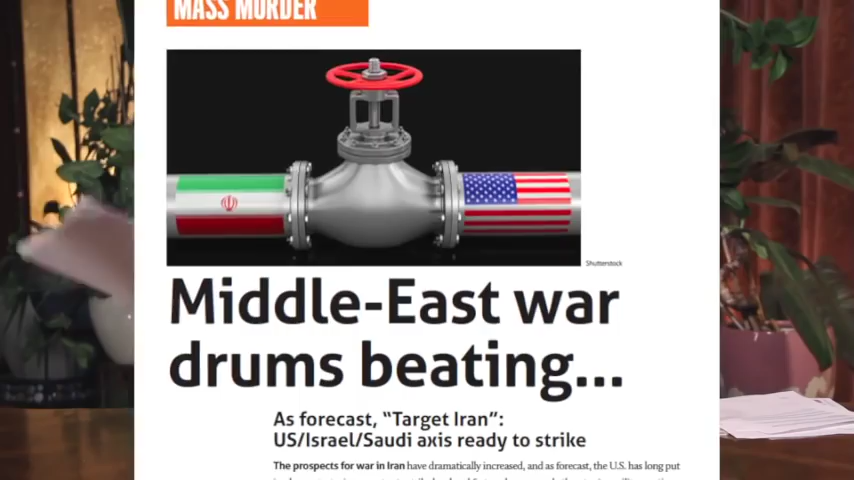 MASS MURDER
Shutterstock
Middle-East war
drums beating...
As forecast, “Target Iran”:
US/Israel/Saudi axis ready to strike
The prospects for war in Iran have dramatically increased, and as forecast, the U.S. has long put